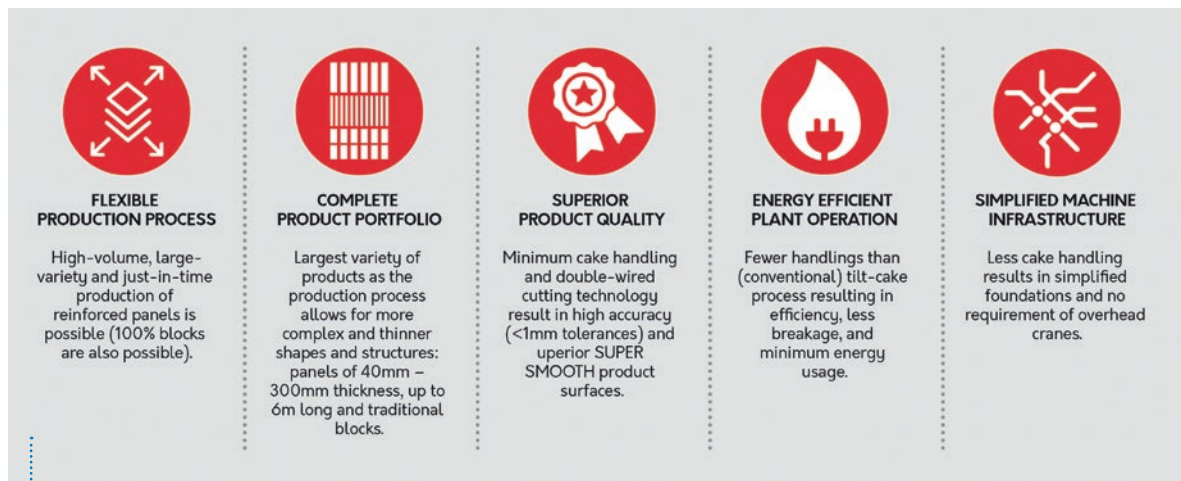 FLEXIBLE
PRODUCTION PROCESS
High-volume, large-
variety and just-in-time
production of
reinforced panels is
possible (100% blocks
are also possible).
COMPLETE
PRODUCT PORTFOLIO
Largest variety of
products as the
production process
allows for more
complex and thinner
shapes and structures:
panels of 40mm –
300mm thickness, up to
6m long and traditional
blocks.
SUPERIOR
PRODUCT QUALITY
Minimum cake handling
and double-wired
cutting technology
result in high accuracy
(<1mm tolerances) and
uperior SUPER
SMOOTH product
surfaces.
ENERGY EFFICIENT
PLANT OPERATION
Fewer handlings than
(conventional) tilt-cake
process resulting in
efficiency, less
breakage, and
minimum energy
usage.
SIMPLIFIED MACHINE
INFRASTRUCTURE
Less cake handling
results in simplified
foundations and no
requirement of overhead
cranes.